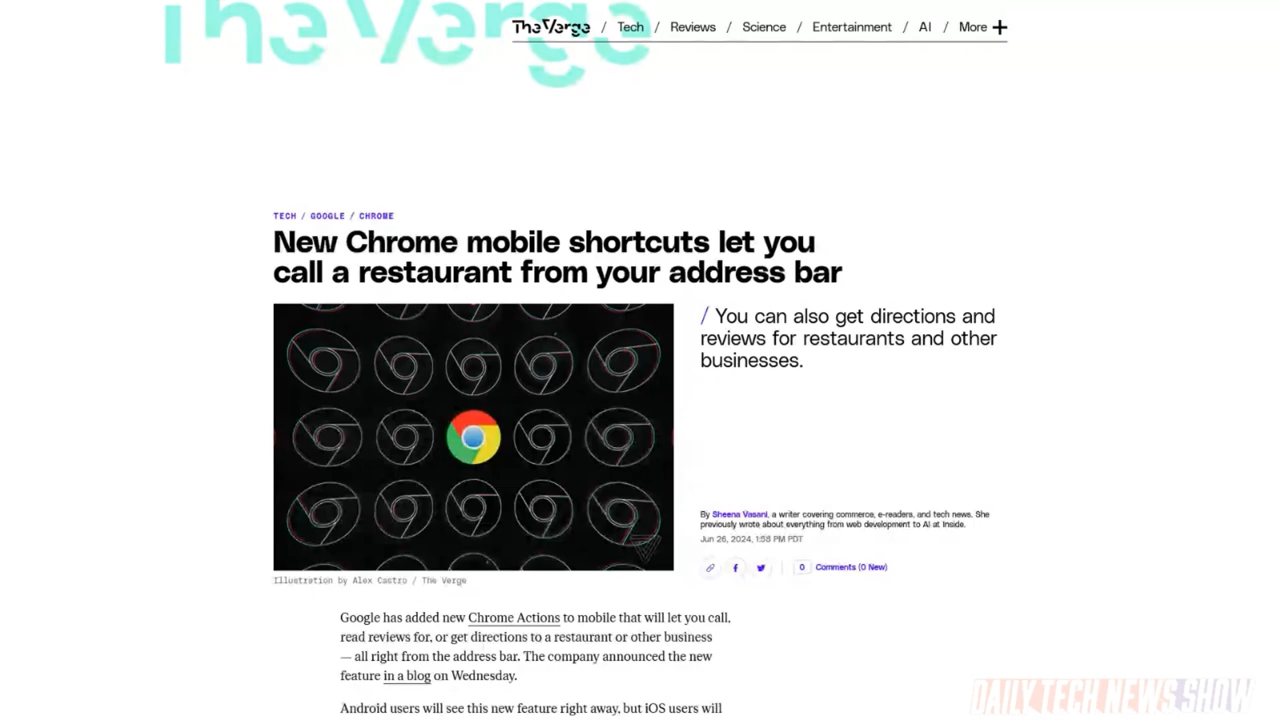 The Verge
The Verge / Tech / Reviews / Science / Entertainment / AI / More +
TECH / GOOGLE / CHROME
New Chrome mobile shortcuts let you
call a restaurant from your address bar
/ You can also get directions and
reviews for restaurants and other
businesses.
By Sheena Vasani, a writer covering commerce, e-readers, and tech news. She
previously wrote about everything from web development to AI at Inside.
Jun 26, 2024, 1:58 PM PDT
0 Comments (0 New)
Illustration by Alex Castro / The Verge
Google has added new Chrome Actions to mobile that will let you call,
read reviews for, or get directions to a restaurant or other business
— all right from the address bar. The company announced the new
feature in a blog on Wednesday.
Android users will see this new feature right away, but iOS users will
DAILY TECH NEWS SHOW